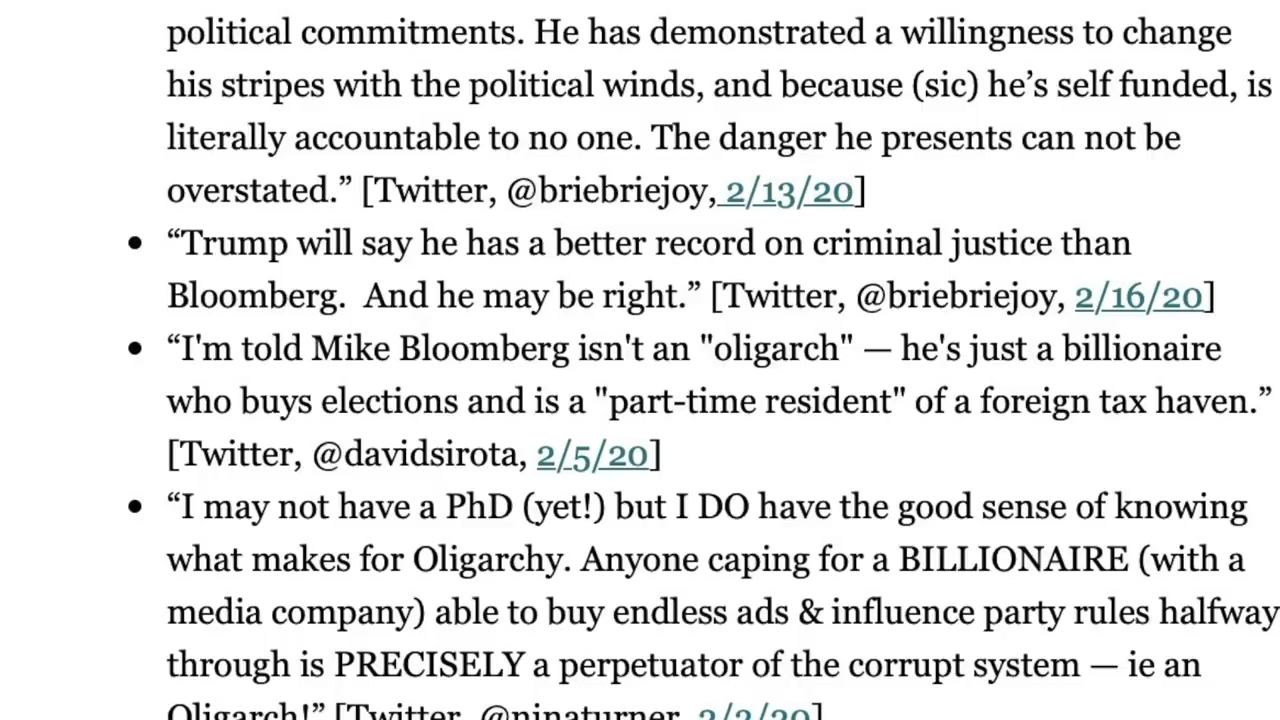 political commitments. He has demonstrated a willingness to change
his stripes with the political winds, and because (sic) he’s self funded, is
literally accountable to no one. The danger he presents can not be
overstated.” [Twitter, @briebriejoy, 2/13/20]
• “Trump will say he has a better record on criminal justice than
Bloomberg.  And he may be right.” [Twitter, @briebriejoy, 2/16/20]
• “I'm told Mike Bloomberg isn't an "oligarch" — he's just a billionaire
who buys elections and is a "part-time resident" of a foreign tax haven.”
[Twitter, @davidsirota, 2/5/20]
• “I may not have a PhD (yet!) but I DO have the good sense of knowing
what makes for Oligarchy. Anyone caping for a BILLIONAIRE (with a
media company) able to buy endless ads & influence party rules halfway
through is PRECISELY a perpetuator of the corrupt system — ie an
Oligarch!” [Twitter, @ninaturner, 2/2/20]